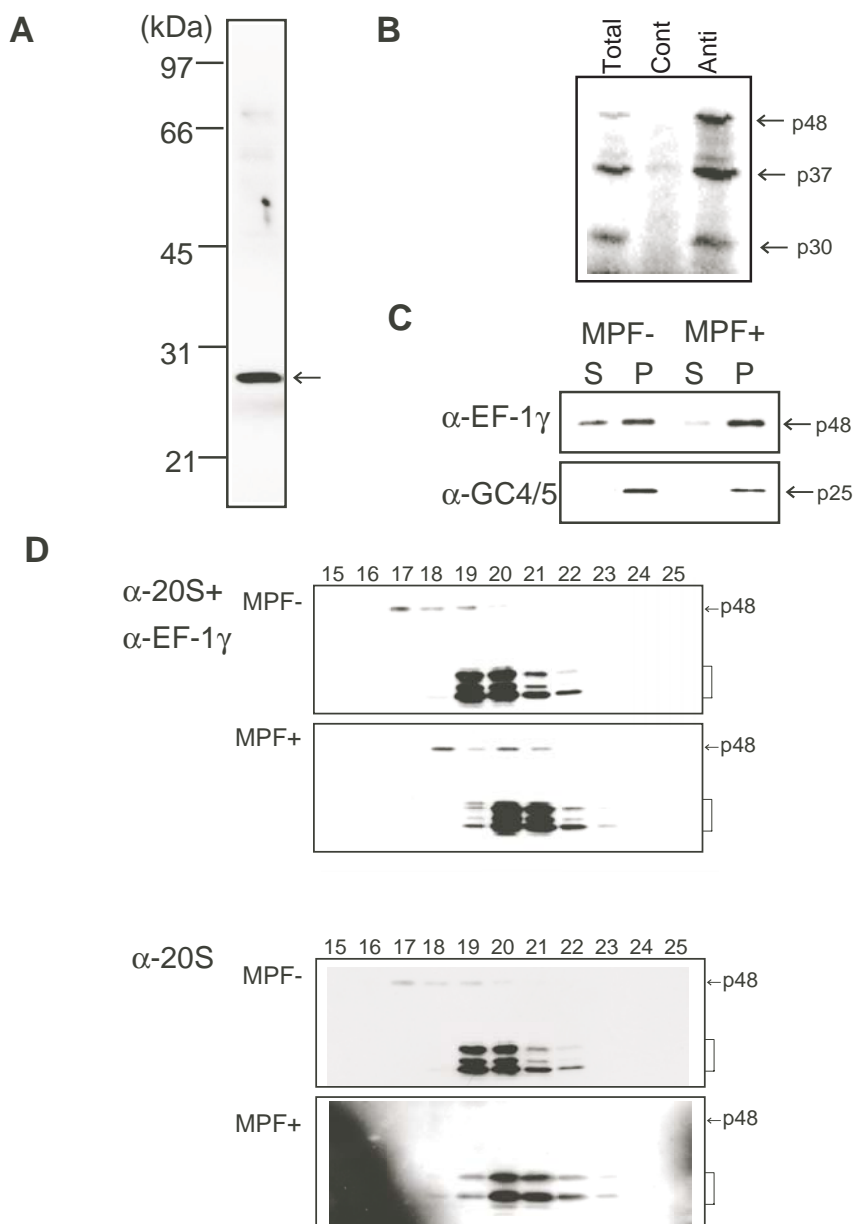 A
(kDa)
97
66
45
31
21
←
B
Total
Cont
Anti
← p48
← p37
← p30
C
MPF- MPF+
S P S P
α-EF-1γ
← p48
α-GC4/5
← p25
D
15 16 17 18 19 20 21 22 23 24 25
α-20S+
α-EF-1γ
MPF-
←p48
MPF+
←p48
15 16 17 18 19 20 21 22 23 24 25
α-20S
MPF-
←p48
MPF+
←p48